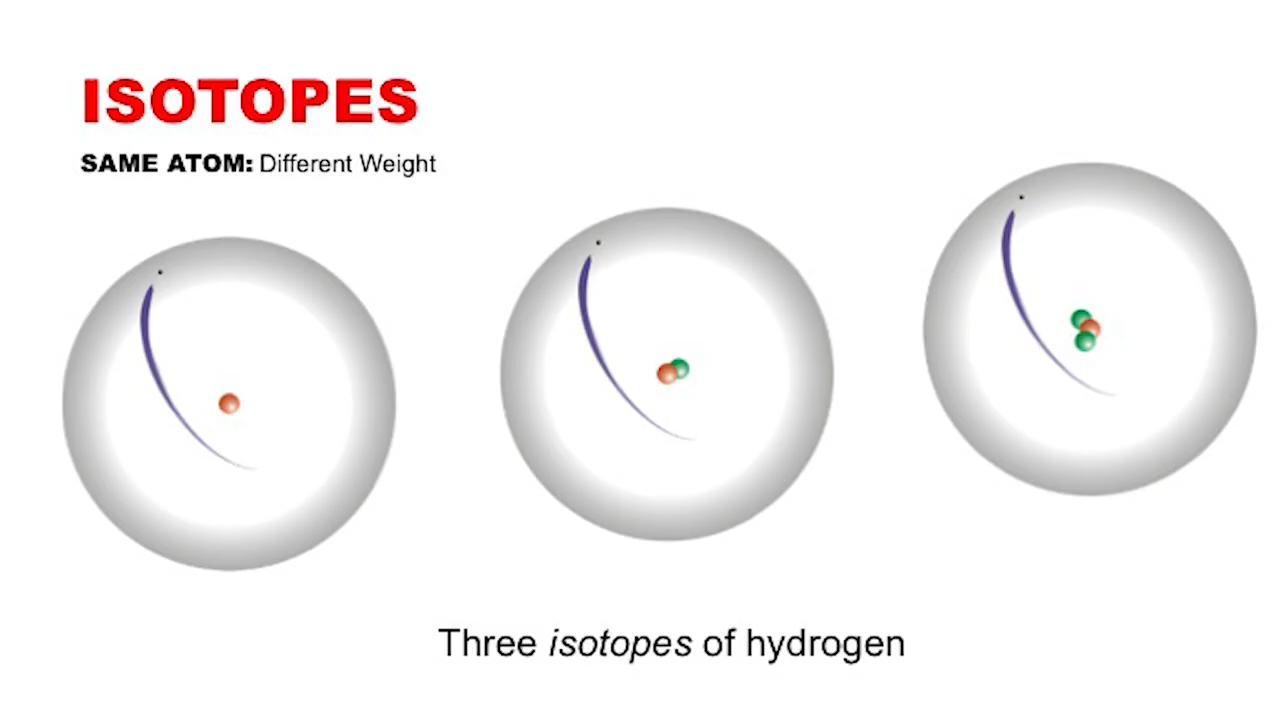 ISOTOPES
SAME ATOM: Different Weight
Three isotopes of hydrogen